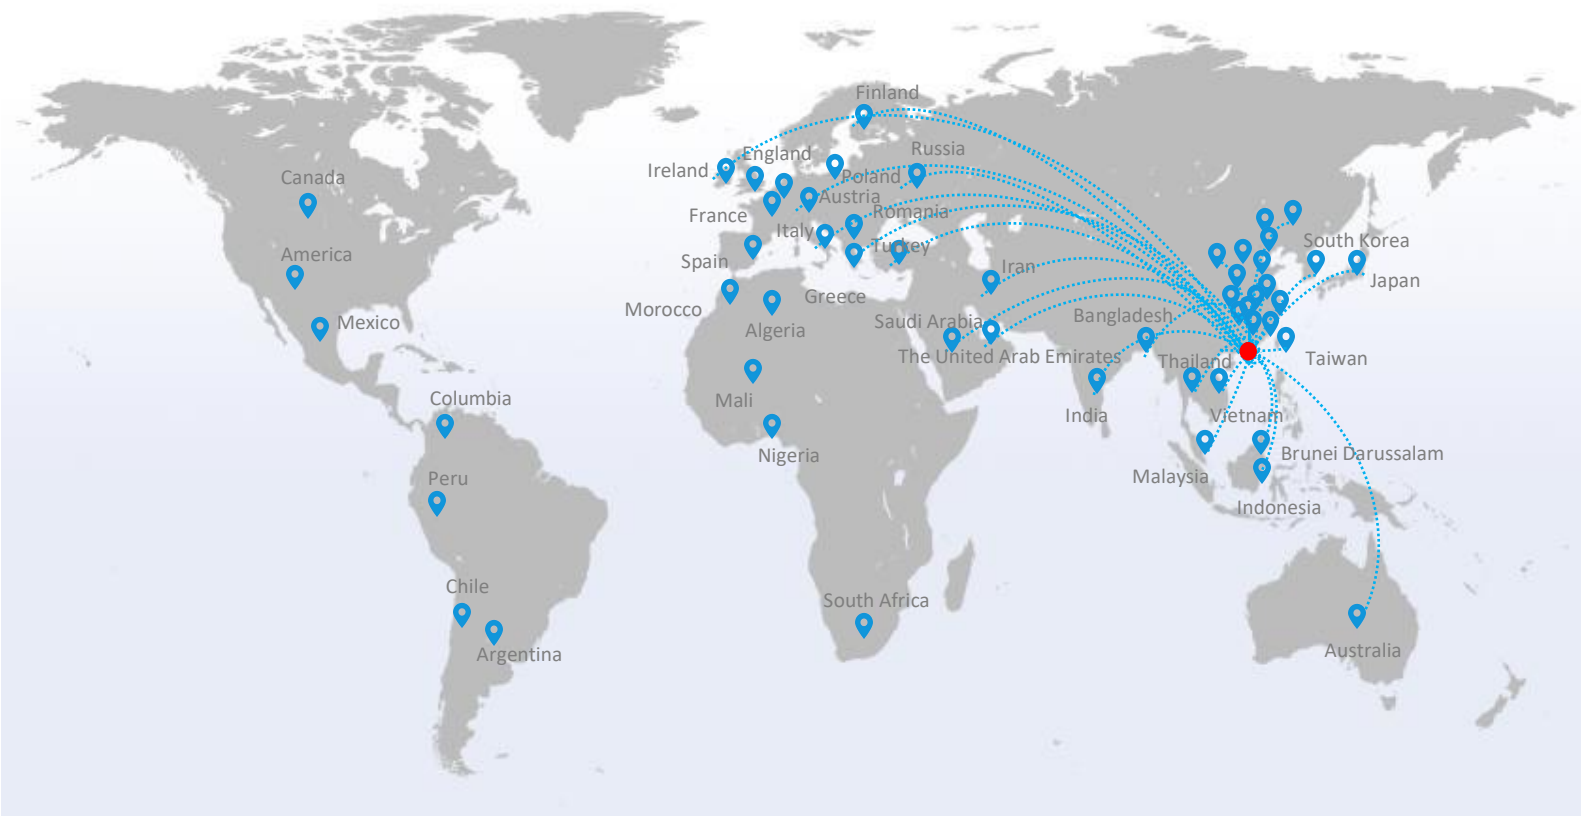 Finland
England
Russia
Ireland
Poland
Canada
Austria
France
Romania
Italy
South Korea
America
Turkey
Spain
Iran
Japan
Greece
Morocco
Bangladesh
Mexico
Algeria
Saudi Arabia
The United Arab Emirates
Thailand
Taiwan
Mali
Columbia
India
Vietnam
Nigeria
Brunei Darussalam
Peru
Malaysia
Indonesia
Chile
South Africa
Argentina
Australia